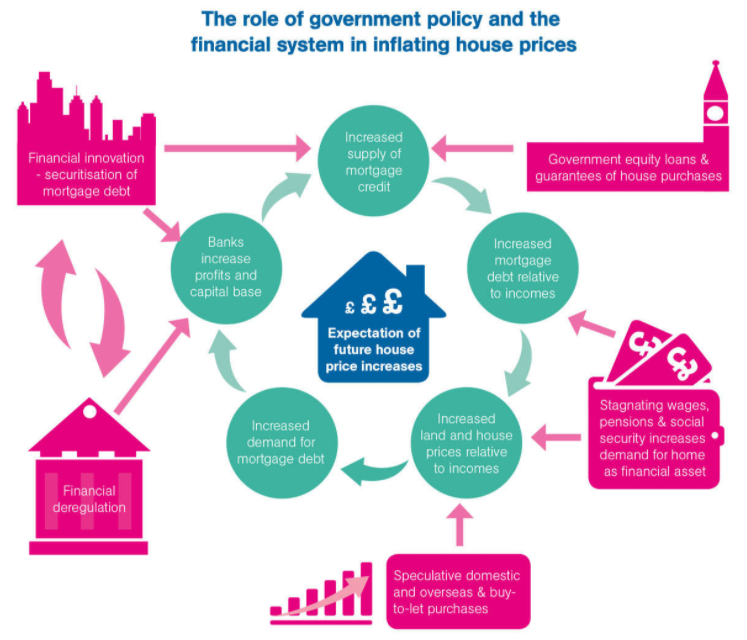 The role of government policy and the
financial system in inflating house prices
Financial innovation
- securitisation of
mortgage debt
Increased
supply of
mortgage
credit
Government equity loans &
guarantees of house purchases
Banks
increase
profits and
capital base
Increased
mortgage
debt relative
to incomes
£ £ £
Expectation of
future house
price increases
Increased
demand for
mortgage debt
Increased
land and house
prices relative
to incomes
££
Stagnating wages,
pensions & social
security increases
demand for home
as financial asset
Financial
deregulation
Speculative domestic
and overseas & buy-
to-let purchases